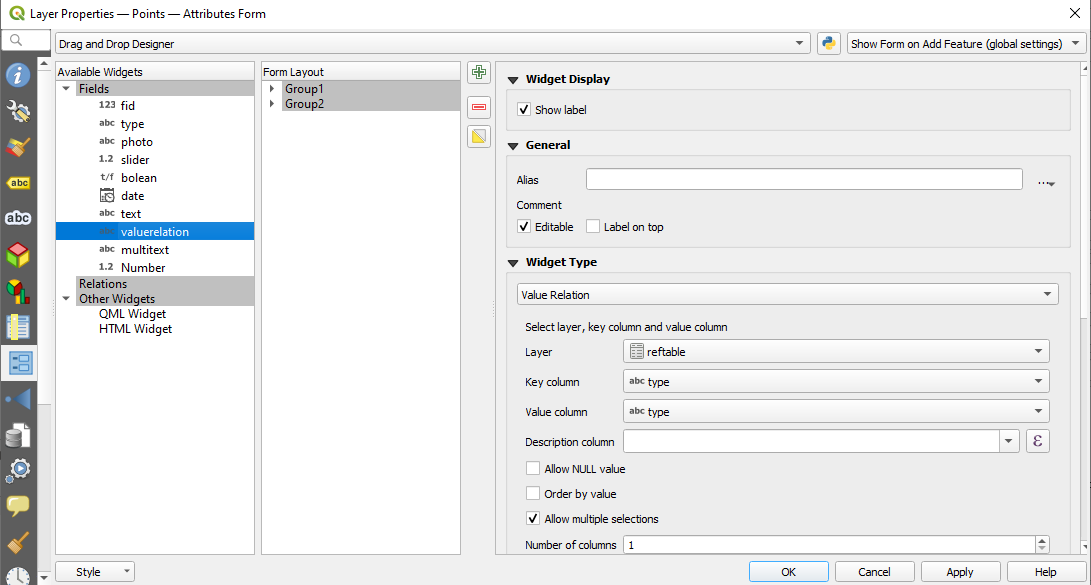 Layer Properties — Points — Attributes Form
Drag and Drop Designer
Show Form on Add Feature (global settings)
Available Widgets
Fields
123 fid
abc type
abc photo
1.2 slider
t/f bolean
date
abc text
valuerelation
abc multitext
1.2 Number
Relations
Other Widgets
QML Widget
HTML Widget
Form Layout
Group1
Group2
abc
abc
Widget Display
Show label
General
Alias
...
Comment
Editable
Label on top
Widget Type
Value Relation
Select layer, key column and value column
Layer
reftable
Key column
abc type
Value column
abc type
Description column
ε
Allow NULL value
Order by value
Allow multiple selections
Number of columns
1
Style
OK
Cancel
Apply
Help